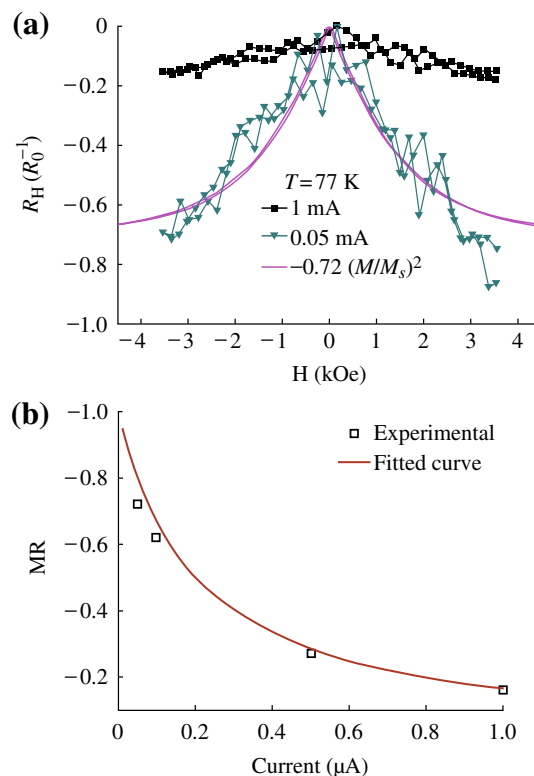 (a)
0
−0.2
−0.4
−0.6
−0.8
−1.0
R_H (R_0^{−1})
T = 77 K
1 mA
0.05 mA
−0.72 (M/M_s)^2
−4 −3 −2 −1 0 1 2 3 4
H (kOe)
(b)
−1.0
−0.8
−0.6
−0.4
−0.2
MR
Experimental
Fitted curve
0 0.2 0.4 0.6 0.8 1.0
Current (μA)